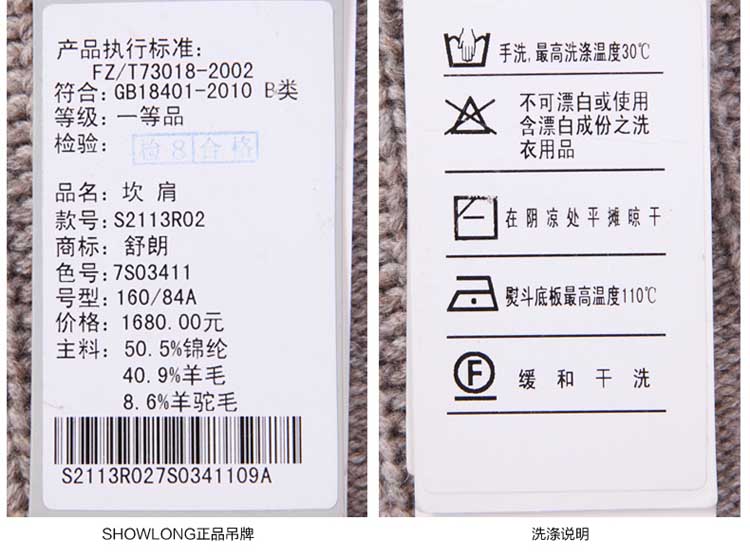 产品执行标准:
FZ/T73018-2002
符合: GB18401-2010 B类
等级: 一等品
检验: 检8合格
品名: 坎 肩
款号: S2113R02
商标: 舒朗
色号: 7S03411
号型: 160/84A
价格: 1680.00元
主料: 50.5%锦纶
40.9%羊毛
8.6%羊驼毛
S2113R027S0341109A
SHOWLONG正品吊牌
手洗,最高洗涤温度30℃
不可漂白或使用
含漂白成份之洗
衣用品
在阴凉处平摊晾干
熨斗底板最高温度110℃
F
缓和干洗
洗涤说明